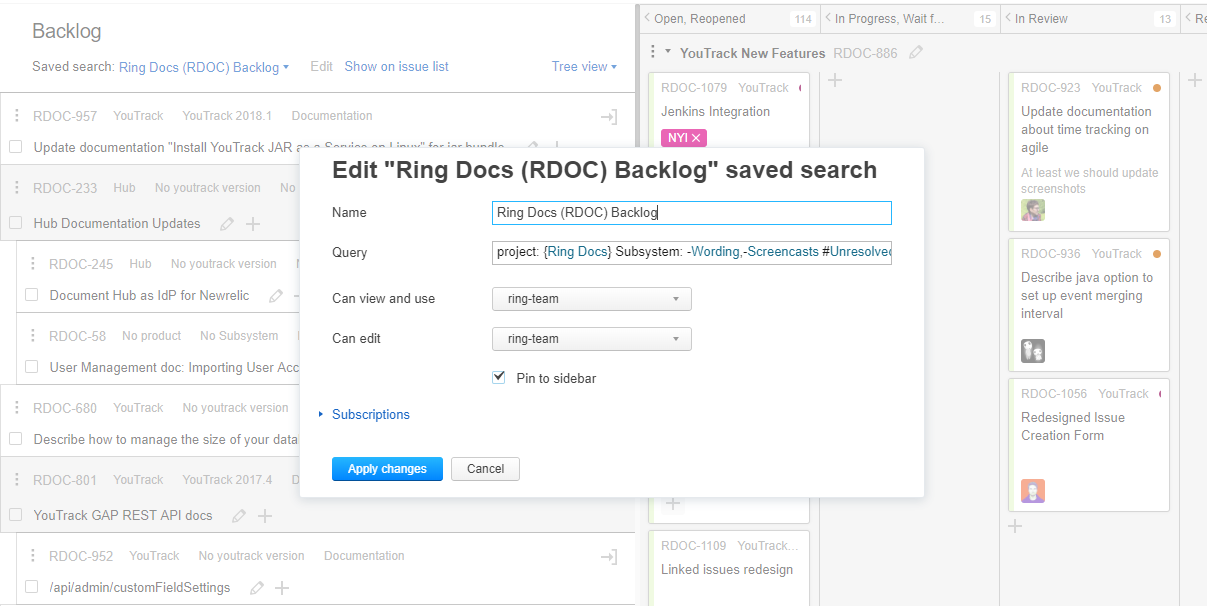 Backlog
Saved search: Ring Docs (RDOC) Backlog Edit Show on issue list Tree view
RDOC-957 YouTrack YouTrack 2018.1 Documentation
Update documentation "Install YouTrack JAR as a Service on Linux" for jar bundle
RDOC-233 Hub No youtrack version No
Hub Documentation Updates
RDOC-245 Hub No youtrack version
Document Hub as IdP for Newrelic
RDOC-58 No product No Subsystem
User Management doc: Importing User Acc
RDOC-680 YouTrack No youtrack version
Describe how to manage the size of your data
RDOC-801 YouTrack YouTrack 2017.4 D
YouTrack GAP REST API docs
RDOC-952 YouTrack No youtrack version Documentation
/api/admin/customFieldSettings
Edit "Ring Docs (RDOC) Backlog" saved search
Name Ring Docs (RDOC) Backlog
Query project: {Ring Docs} Subsystem: -Wording,-Screencasts #Unresolved
Can view and use ring-team
Can edit ring-team
Pin to sidebar
Subscriptions
Apply changes Cancel
Open, Reopened 114 In Progress, Wait f... 15 In Review 13 Re
YouTrack New Features RDOC-886
RDOC-1079 YouTrack
Jenkins Integration
NYI ×
RDOC-1109 YouTrack...
Linked issues redesign
RDOC-923 YouTrack
Update documentation
about time tracking on
agile
At least we should update
screenshots
RDOC-936 YouTrack
Describe java option to
set up event merging
interval
RDOC-1056 YouTrack
Redesigned Issue
Creation Form